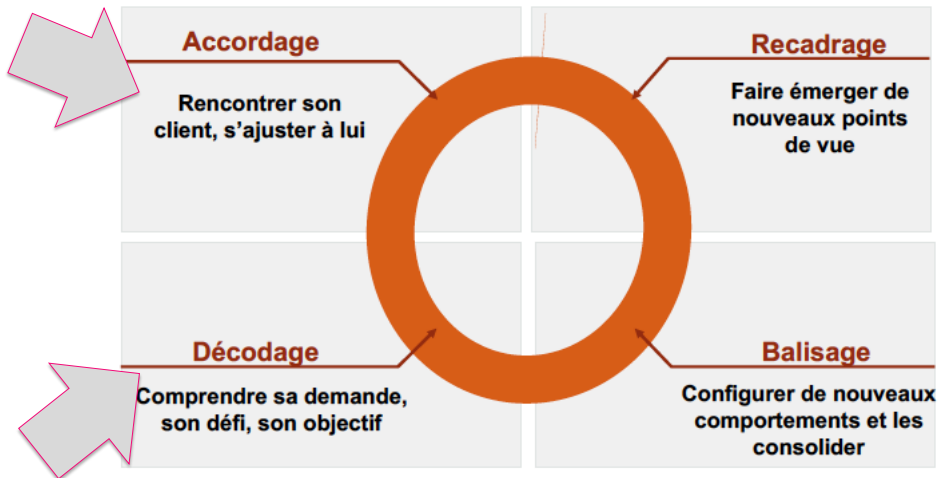 Accordage
Rencontrer son
client, s’ajuster à lui
Recadrage
Faire émerger de
nouveaux points
de vue
Décodage
Comprendre sa demande,
son défi, son objectif
Balisage
Configurer de nouveaux
comportements et les
consolider